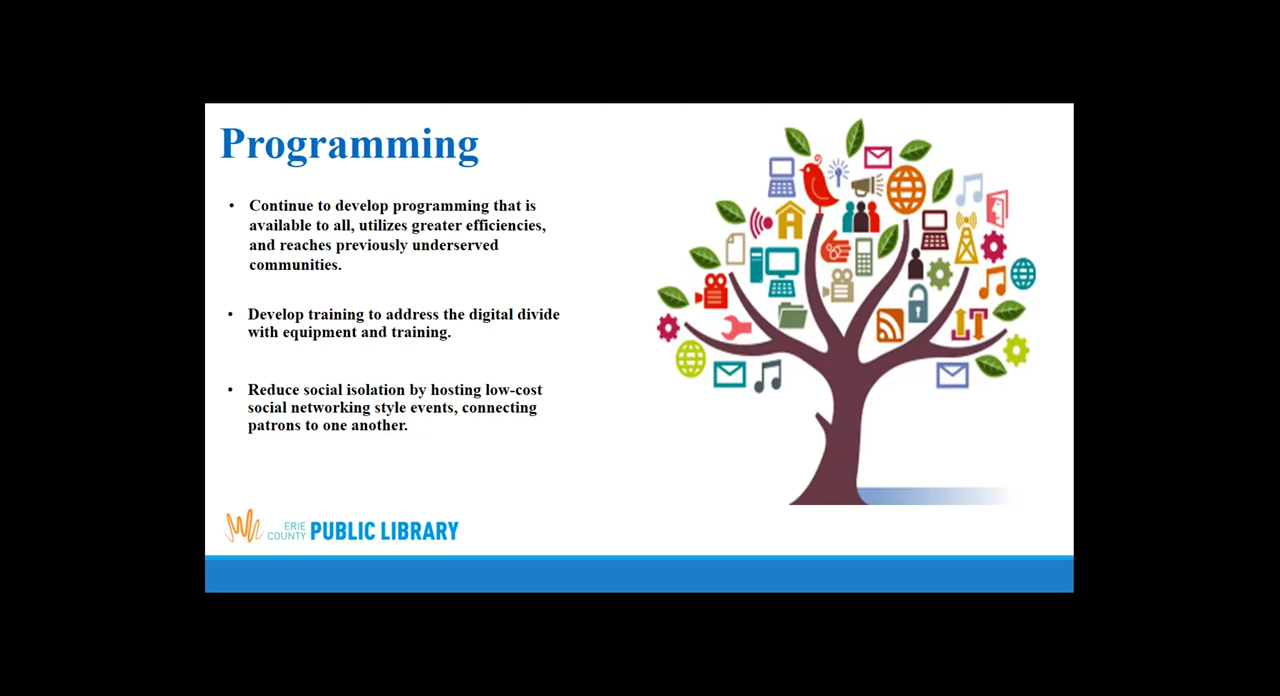 Programming
• Continue to develop programming that is
available to all, utilizes greater efficiencies,
and reaches previously underserved
communities.
• Develop training to address the digital divide
with equipment and training.
• Reduce social isolation by hosting low-cost
social networking style events, connecting
patrons to one another.
ERIE
COUNTY PUBLIC LIBRARY